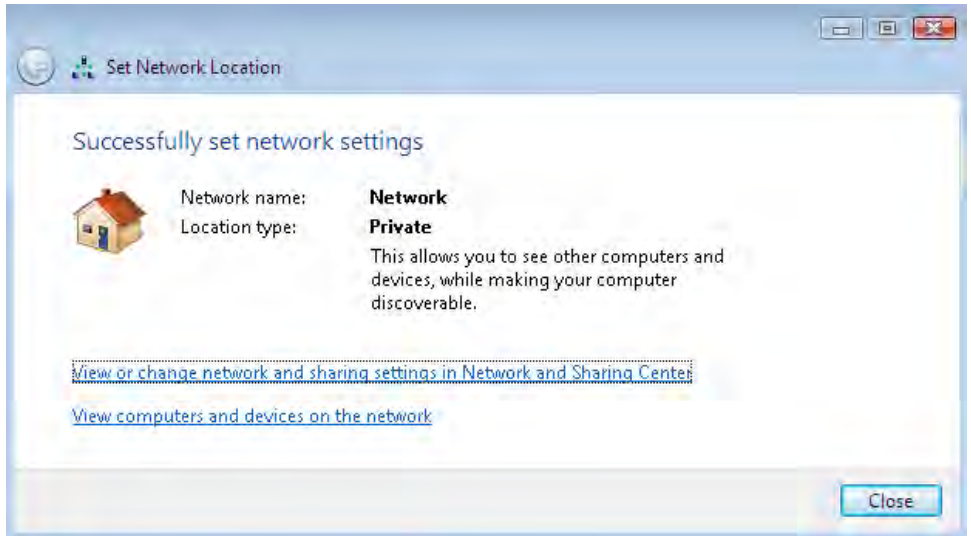 Set Network Location
Successfully set network settings
Network name: Network
Location type: Private
This allows you to see other computers and
devices, while making your computer
discoverable.
View or change network and sharing settings in Network and Sharing Center
View computers and devices on the network
Close